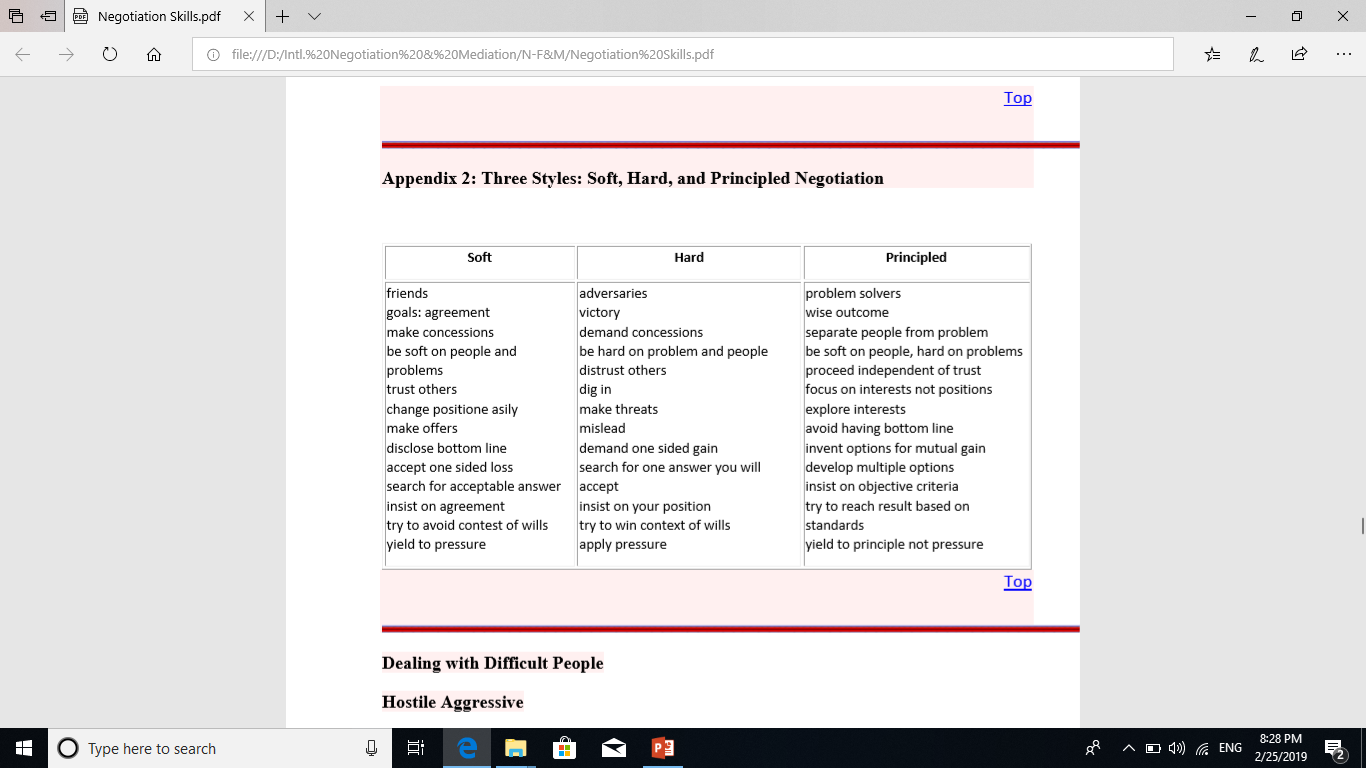 Negotiation Skills.pdf
file:///D:/Intl.%20Negotiation%20&%20Mediation/N-F&M/Negotiation%20Skills.pdf
Top
Appendix 2: Three Styles: Soft, Hard, and Principled Negotiation
Soft
friends
goals: agreement
make concessions
be soft on people and
problems
trust others
change positione asily
make offers
disclose bottom line
accept one sided loss
search for acceptable answer
insist on agreement
try to avoid contest of wills
yield to pressure
Hard
adversaries
victory
demand concessions
be hard on problem and people
distrust others
dig in
make threats
mislead
demand one sided gain
search for one answer you will
accept
insist on your position
try to win context of wills
apply pressure
Principled
problem solvers
wise outcome
separate people from problem
be soft on people, hard on problems
proceed independent of trust
focus on interests not positions
explore interests
avoid having bottom line
invent options for mutual gain
develop multiple options
insist on objective criteria
try to reach result based on
standards
yield to principle not pressure
Top
Dealing with Difficult People
Hostile Aggressive
Type here to search
ENG
8:28 PM
2/25/2019
2